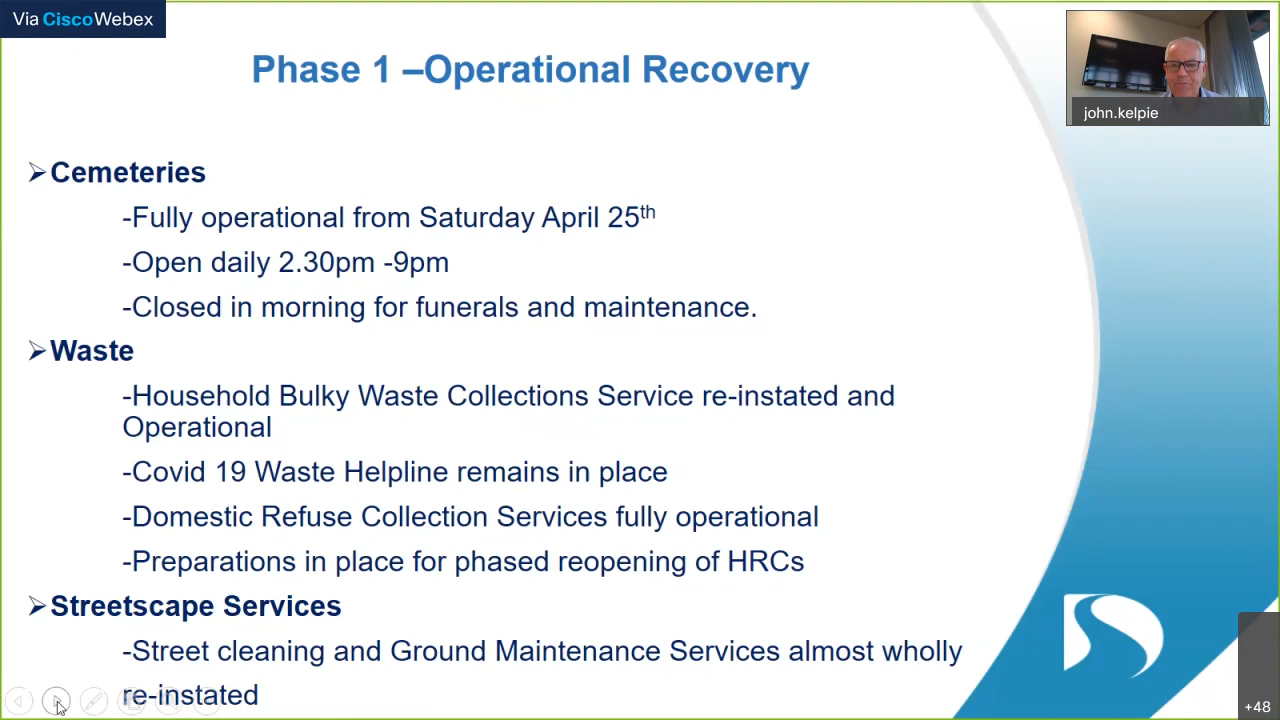 Via CiscoWebex
Phase 1 –Operational Recovery
john.kelpie
➢Cemeteries
-Fully operational from Saturday April 25th
-Open daily 2.30pm -9pm
-Closed in morning for funerals and maintenance.
➢Waste
-Household Bulky Waste Collections Service re-instated and
Operational
-Covid 19 Waste Helpline remains in place
-Domestic Refuse Collection Services fully operational
-Preparations in place for phased reopening of HRCs
➢Streetscape Services
-Street cleaning and Ground Maintenance Services almost wholly
re-instated
+48